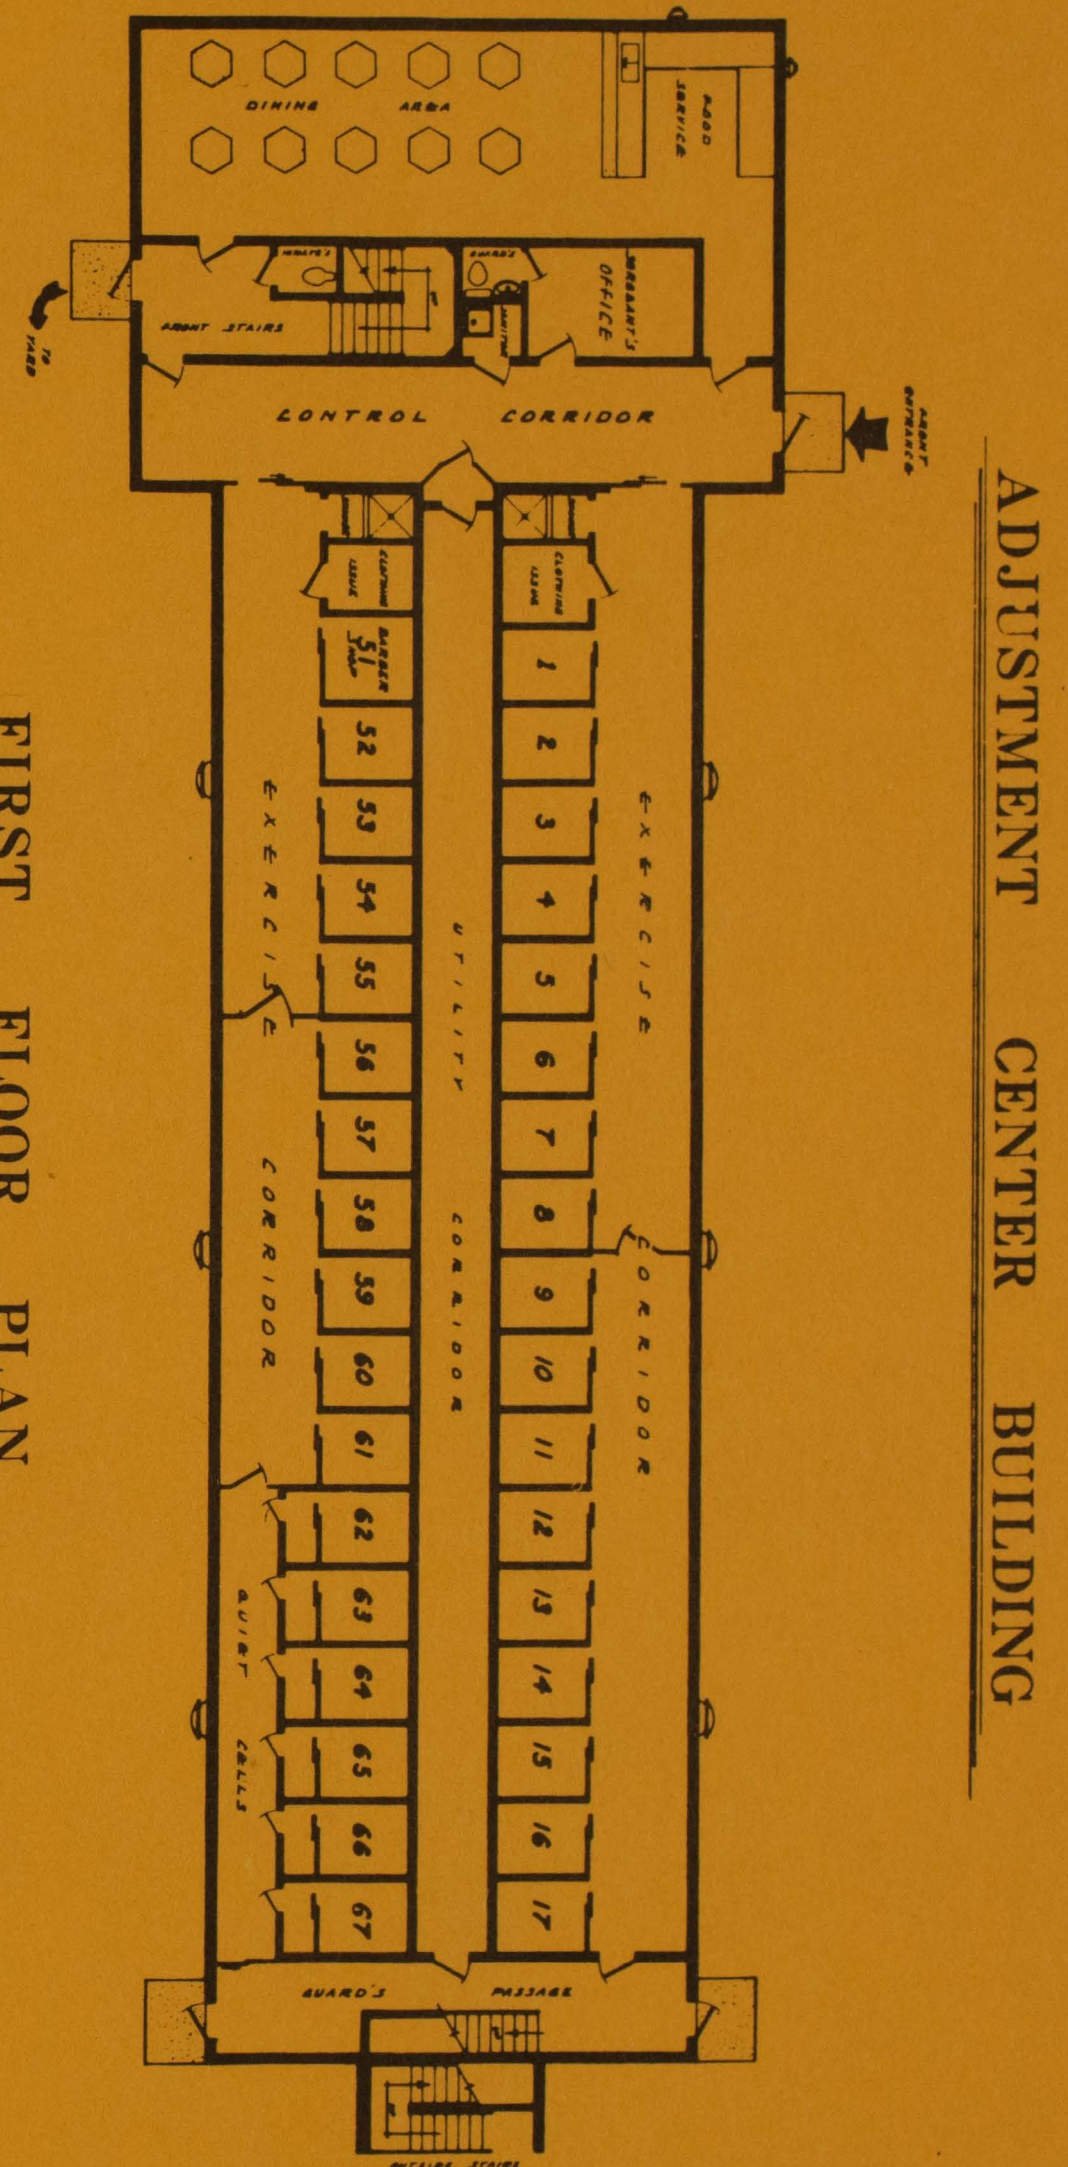 ADJUSTMENT CENTER BUILDING
FRONT ENTRANCE
FOOD SERVICE
DINING AREA
SERGEANT'S OFFICE
GUARD'S
JANITOR
INMATE'S
FRONT STAIRS
TO YARD
CONTROL CORRIDOR
CLOTHING ISSUE
1
2
3
4
5
6
7
8
9
10
11
12
13
14
15
16
17
EXERCISE CORRIDOR
UTILITY CORRIDOR
CLOTHING ISSUE
BARBER
51
SHOP
52
53
54
55
56
57
58
59
60
61
62
63
64
65
66
67
EXERCISE CORRIDOR
QUIET CELLS
GUARD'S PASSAGE
OUTSIDE STAIRS
FIRST FLOOR PLAN